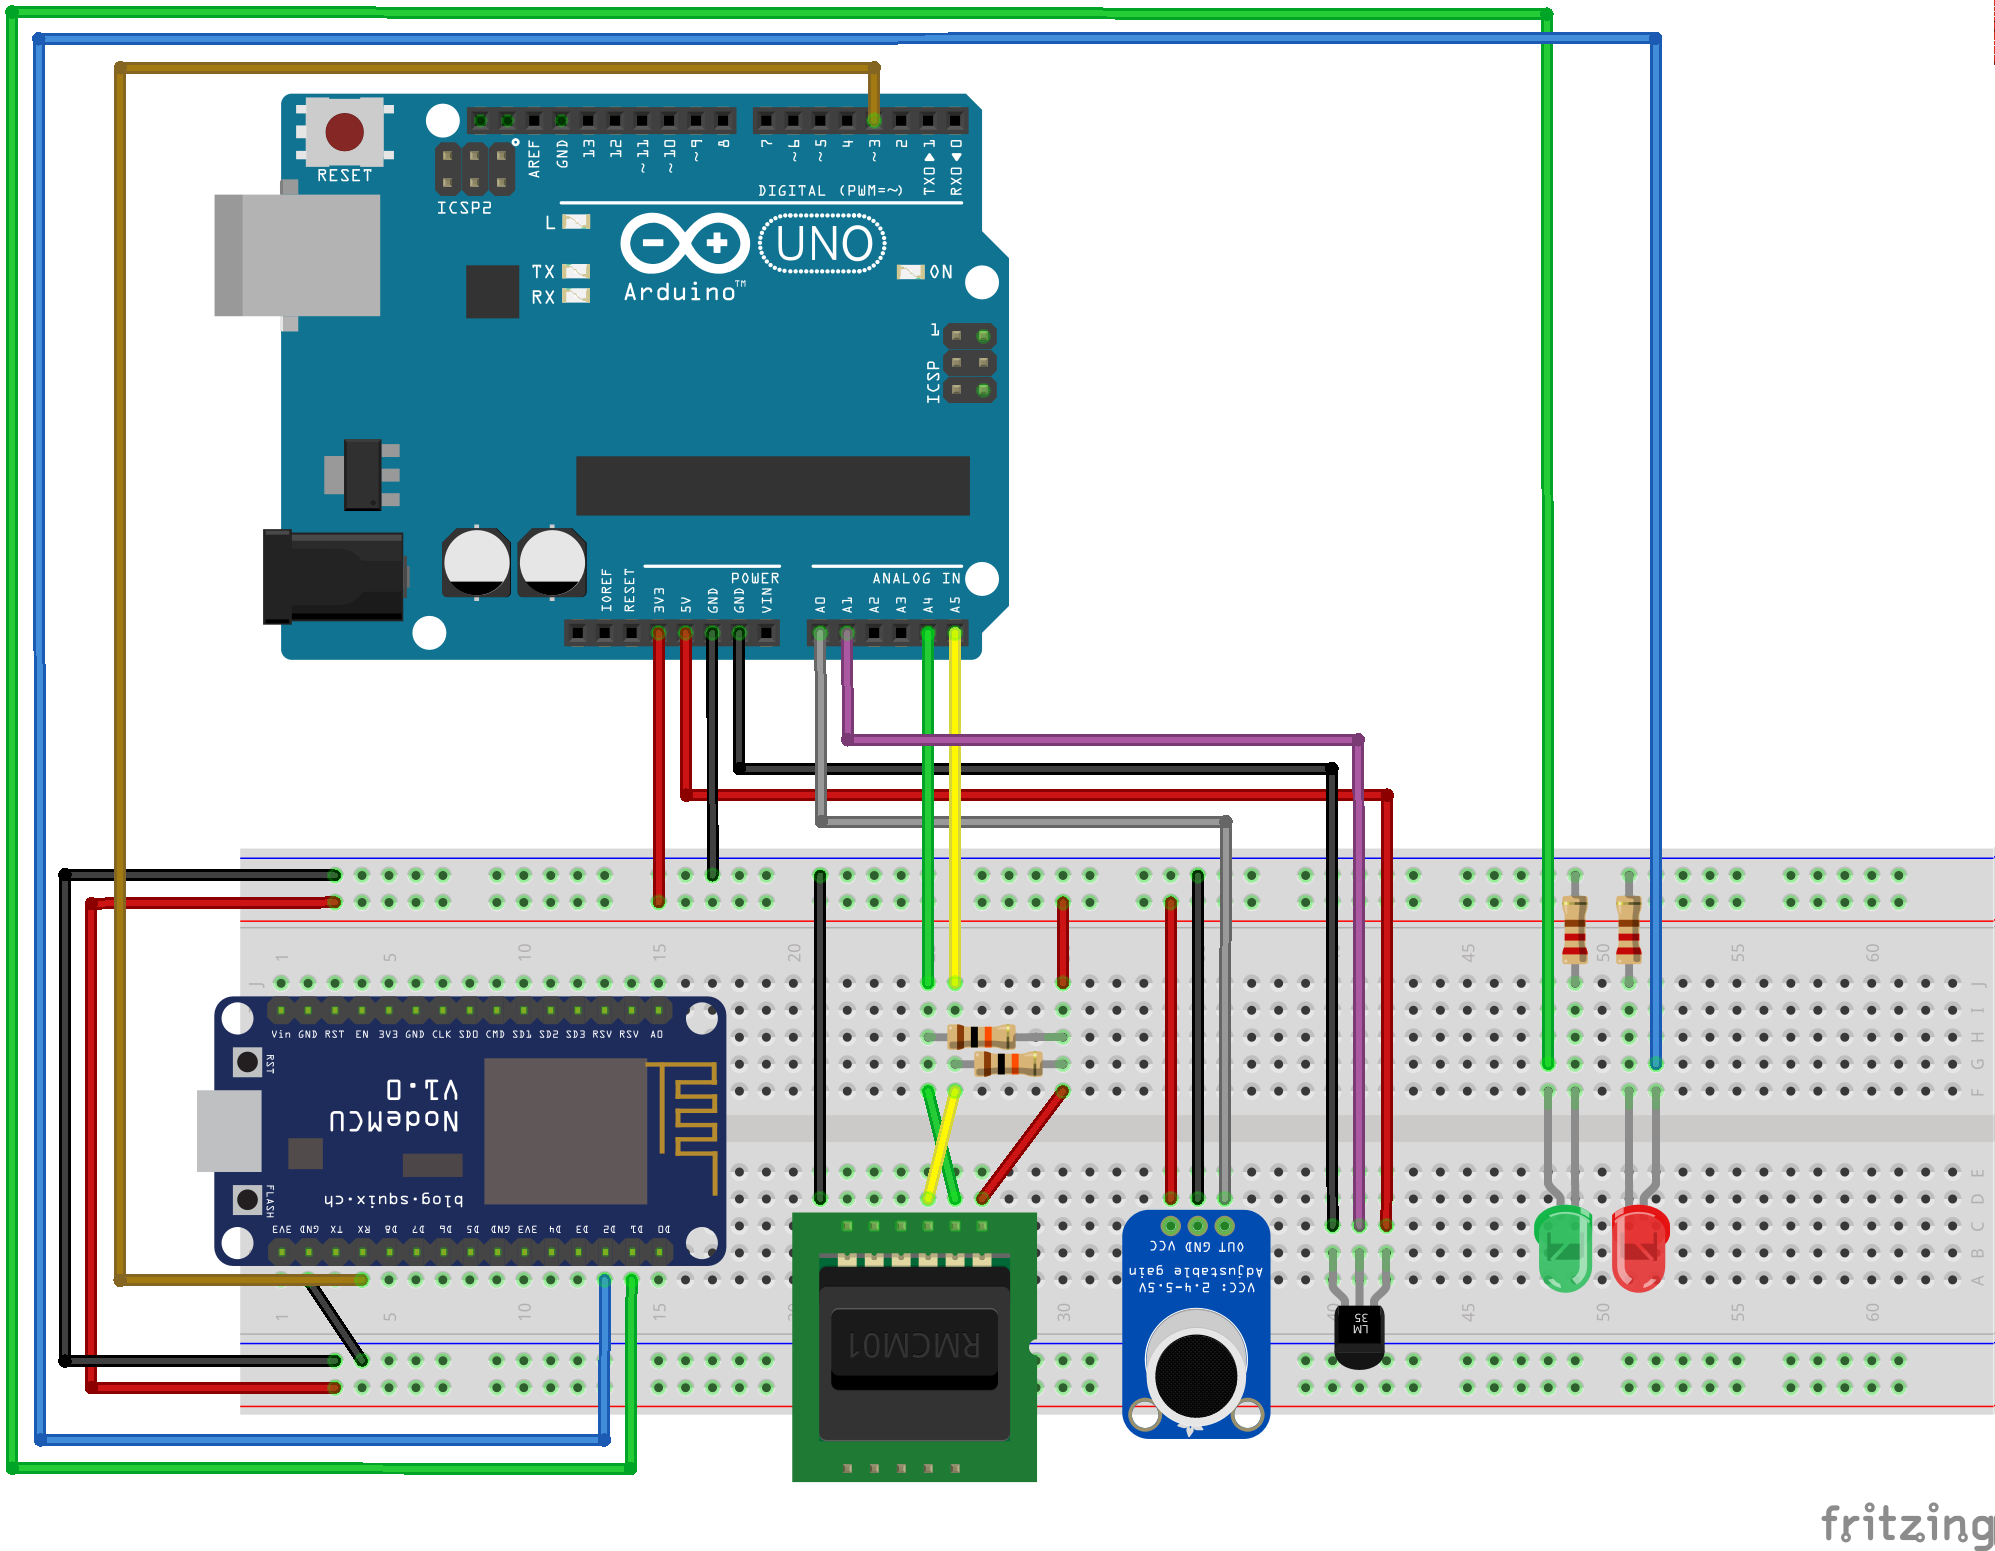 RESET
ICSP2
AREF
GND
13
12
~11
~10
~9
8
7
~6
~5
4
~3
2
TX0▶1
RX0◀0
DIGITAL (PWM=~)
L
TX
RX
UNO
Arduino™
ON
1
ICSP
POWER
ANALOG IN
IOREF
RESET
3V3
5V
GND
GND
VIN
A0
A1
A2
A3
A4
A5
1 5 10 15 20 45 50 55 60
J
J
I
H
G
F
E
D
C
B
A
Vin GND RST EN 3V3 GND CLK SD0 CMD SD1 SD2 SD3 RSV RSV A0
RST
NodeMCU
V1.0
blog.squix.ch
FLASH
3V3 GND TX RX D8 D7 D6 D5 GND 3V3 D4 D3 D2 D1 D0
RMCM01
VCC GND OUT
Adjustable gain
VCC: 2.4-5.5V
LM
35
1 5 10 15 30 45 50 55 60
fritzing